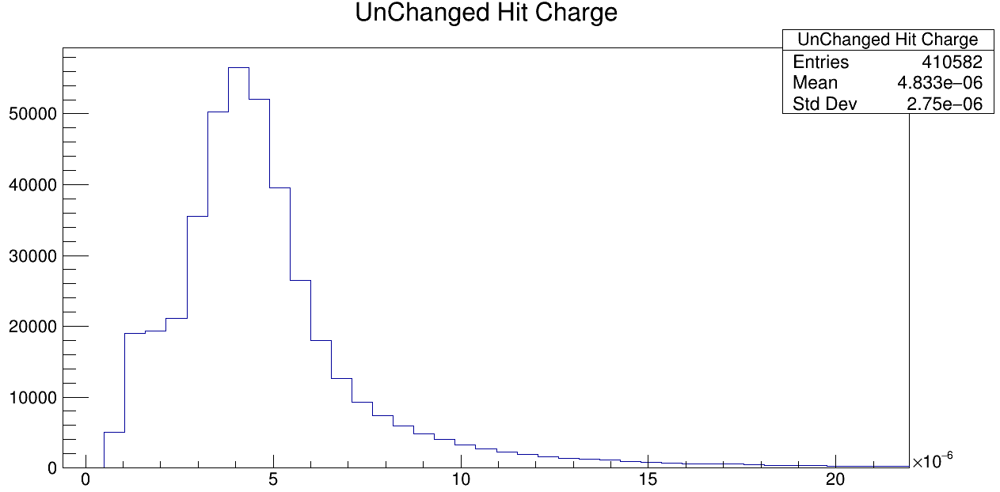 UnChanged Hit Charge
UnChanged Hit Charge
Entries 410582
Mean 4.833e−06
Std Dev 2.75e−06
50000
40000
30000
20000
10000
0
0 5 10 15 20
×10⁻⁶